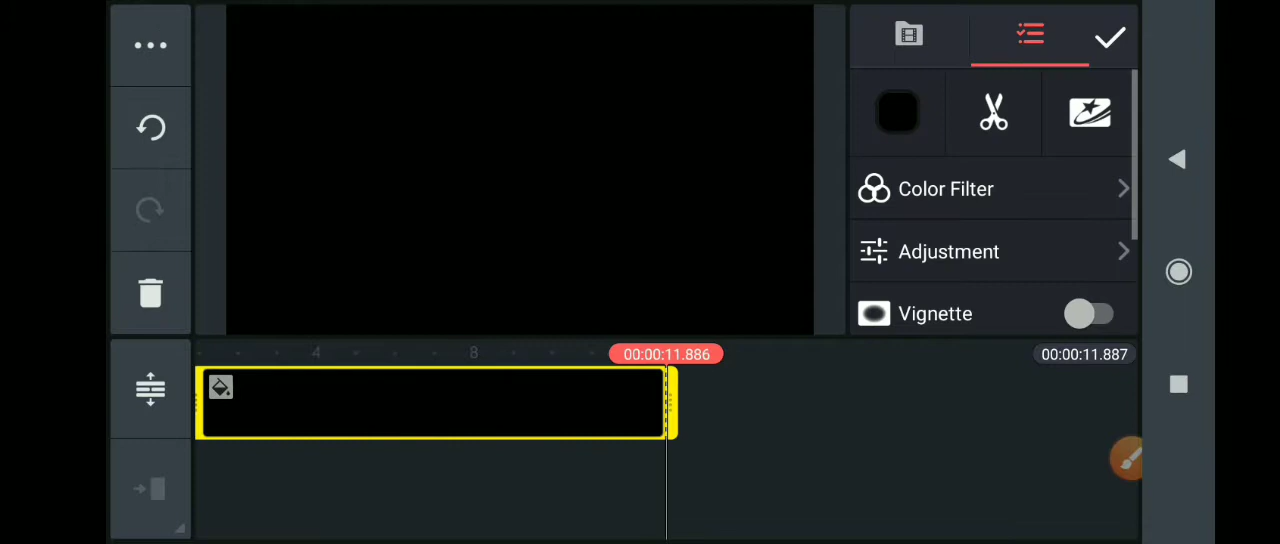 Color Filter
Adjustment
Vignette
4
8
00:00:11.886
00:00:11.887